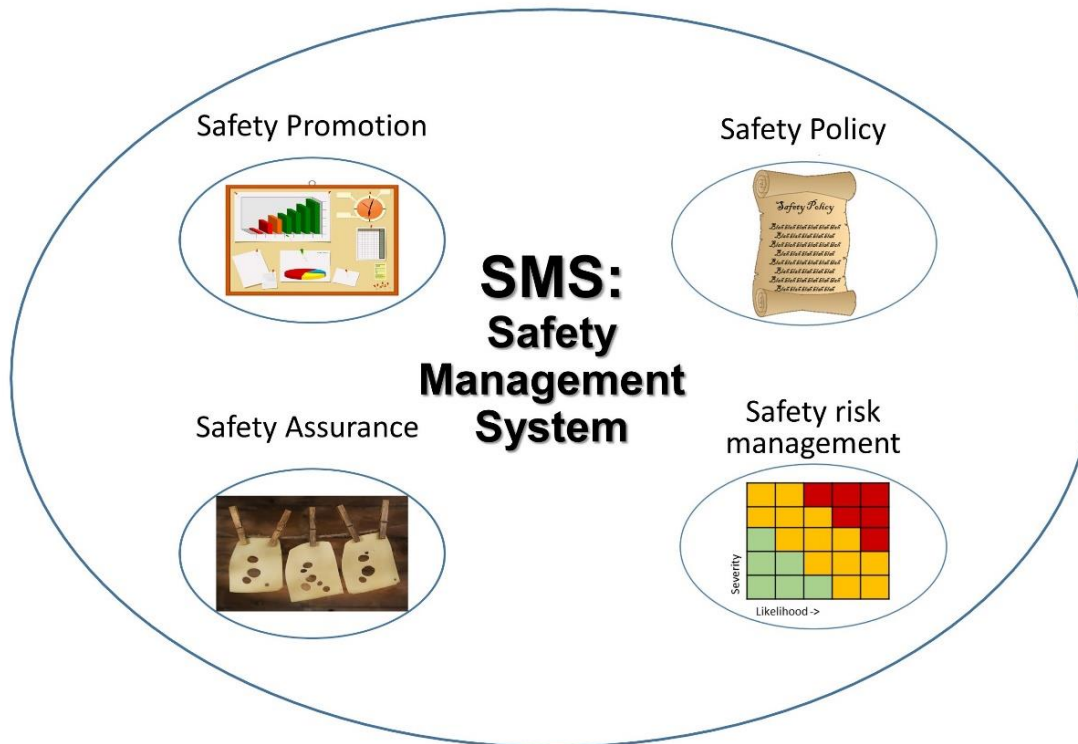 Safety Promotion
Safety Policy
Safety Policy
SMS:
Safety
Management
System
Safety Assurance
Safety risk
management
Severity
Likelihood ->